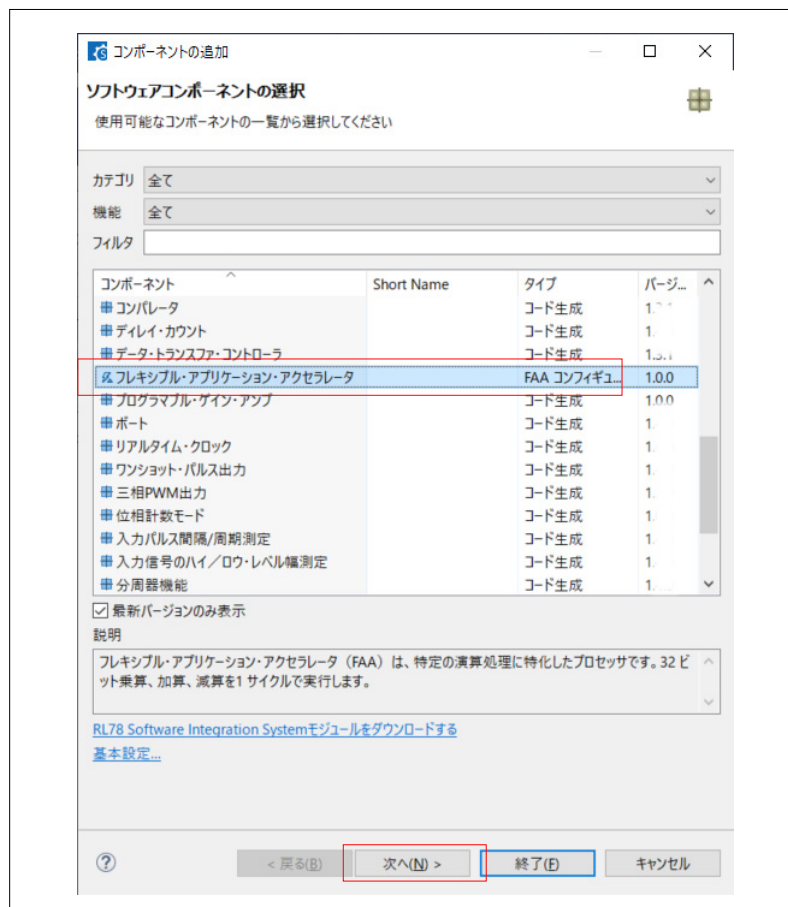 コンポーネントの追加
ソフトウェアコンポーネントの選択
使用可能なコンポーネントの一覧から選択してください
カテゴリ 全て
機能 全て
フィルタ
コンポーネント Short Name タイプ バージ...
コンパレータ コード生成
ディレイ・カウント コード生成
データ・トランスファ・コントローラ コード生成
フレキシブル・アプリケーション・アクセラレータ FAA コンフィギュ... 1.0.0
プログラマブル・ゲイン・アンプ コード生成 1.0.0
ポート コード生成
リアルタイム・クロック コード生成
ワンショット・パルス出力 コード生成
三相PWM出力 コード生成
位相計数モード コード生成
入力パルス間隔/周期測定 コード生成
入力信号のハイ/ロウ・レベル幅測定 コード生成
分周器機能 コード生成
最新バージョンのみ表示
説明
フレキシブル・アプリケーション・アクセラレータ (FAA) は、特定の演算処理に特化したプロセッサです。32 ビ
ット乗算、加算、減算を1 サイクルで実行します。
RL78 Software Integration Systemモジュールをダウンロードする
基本設定...
< 戻る(B) 次へ(N) > 終了(F) キャンセル